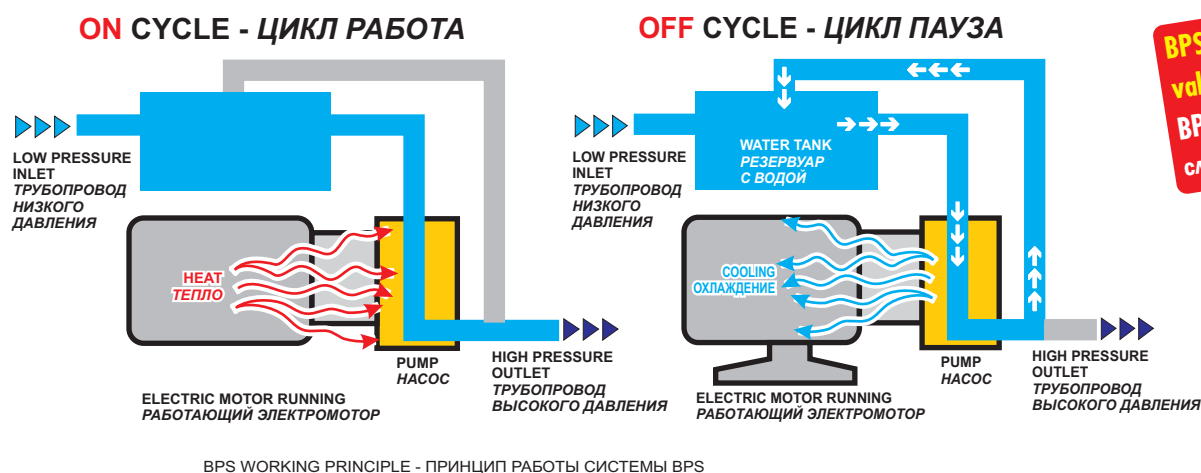 ON CYCLE - ЦИКЛ РАБОТА
LOW PRESSURE
INLET
ТРУБОПРОВОД
НИЗКОГО
ДАВЛЕНИЯ
HEAT
ТЕПЛО
PUMP
НАСОС
HIGH PRESSURE
OUTLET
ТРУБОПРОВОД
ВЫСОКОГО ДАВЛЕНИЯ
ELECTRIC MOTOR RUNNING
РАБОТАЮЩИЙ ЭЛЕКТРОМОТОР
OFF CYCLE - ЦИКЛ ПАУЗА
WATER TANK
РЕЗЕРВУАР
С ВОДОЙ
LOW PRESSURE
INLET
ТРУБОПРОВОД
НИЗКОГО
ДАВЛЕНИЯ
COOLING
ОХЛАЖДЕНИЕ
PUMP
НАСОС
HIGH PRESSURE
OUTLET
ТРУБОПРОВОД
ВЫСОКОГО ДАВЛЕНИЯ
ELECTRIC MOTOR RUNNING
РАБОТАЮЩИЙ ЭЛЕКТРОМОТОР
BPS
BPS WORKING PRINCIPLE - ПРИНЦИП РАБОТЫ СИСТЕМЫ BPS